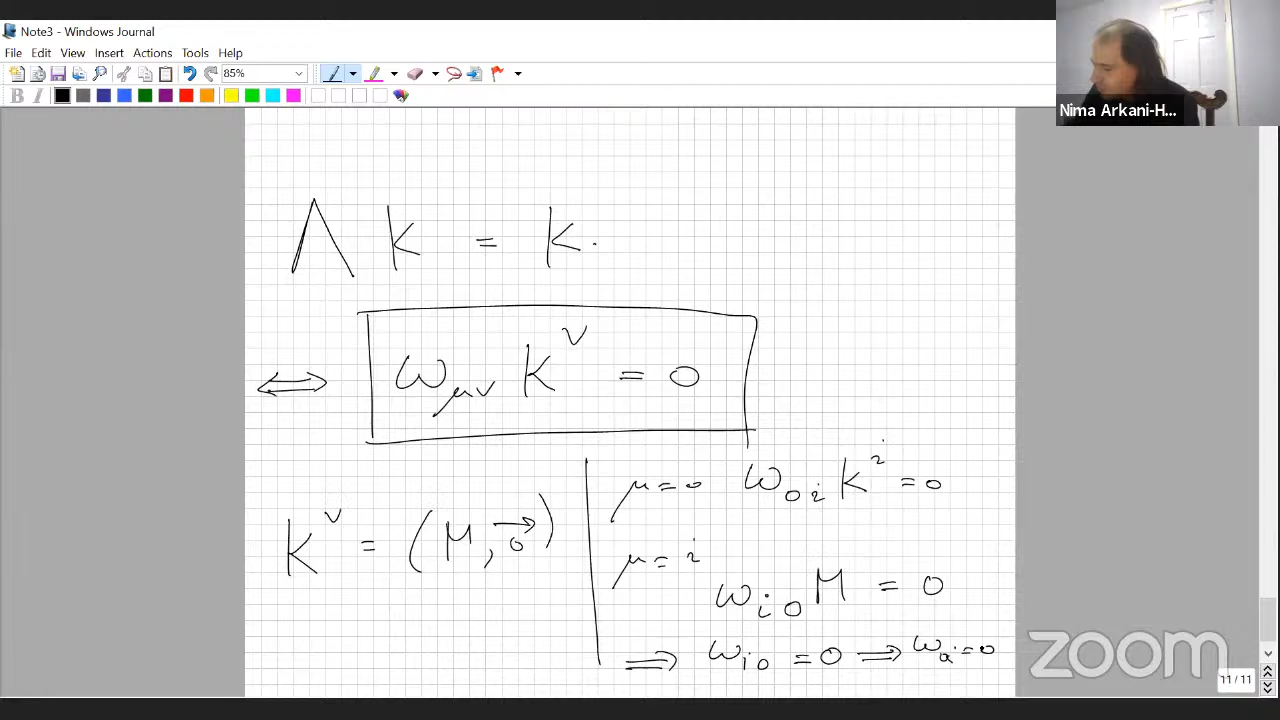 Note3 - Windows Journal
File Edit View Insert Actions Tools Help
85%
B I
Nima Arkani-H...
Λ k = k.
⟺ ω_μν k^ν = 0
k^ν = (M, 0⃗)
μ=0 ω_0i k^i = 0
μ=i
ω_i0 M = 0
⟹ ω_i0 = 0 ⟹ ω_0i = 0
zoom
11 / 11